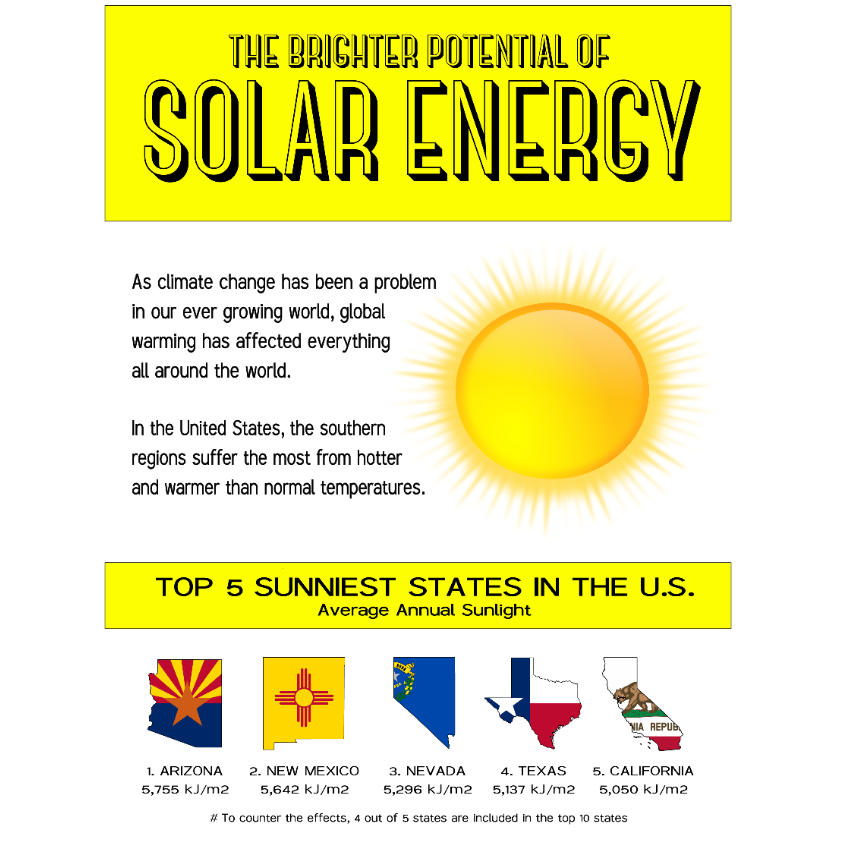 THE BRIGHTER POTENTIAL OF
SOLAR ENERGY
As climate change has been a problem
in our ever growing world, global
warming has affected everything
all around the world.
In the United States, the southern
regions suffer the most from hotter
and warmer than normal temperatures.
TOP 5 SUNNIEST STATES IN THE U.S.
Average Annual Sunlight
NIA REPUB
1. ARIZONA
5,755 kJ/m2
2. NEW MEXICO
5,642 kJ/m2
3. NEVADA
5,296 kJ/m2
4. TEXAS
5,137 kJ/m2
5. CALIFORNIA
5,050 kJ/m2
# To counter the effects, 4 out of 5 states are included in the top 10 states